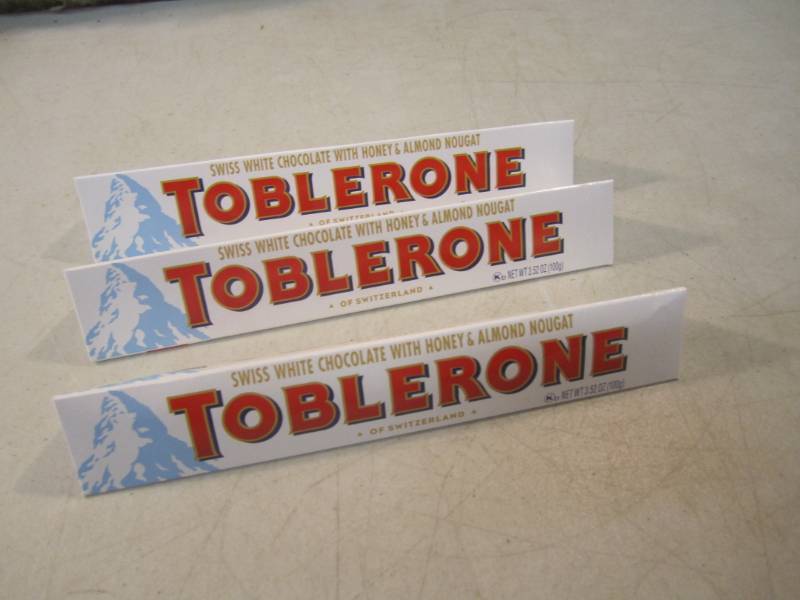 SWISS WHITE CHOCOLATE WITH HONEY & ALMOND NOUGAT
TOBLERONE
OF SWITZERLAND
SWISS WHITE CHOCOLATE WITH HONEY & ALMOND NOUGAT
TOBLERONE
OF SWITZERLAND
K NET WT 3.52 OZ (100g)
SWISS WHITE CHOCOLATE WITH HONEY & ALMOND NOUGAT
TOBLERONE
OF SWITZERLAND
K NET WT 3.52 OZ (100g)